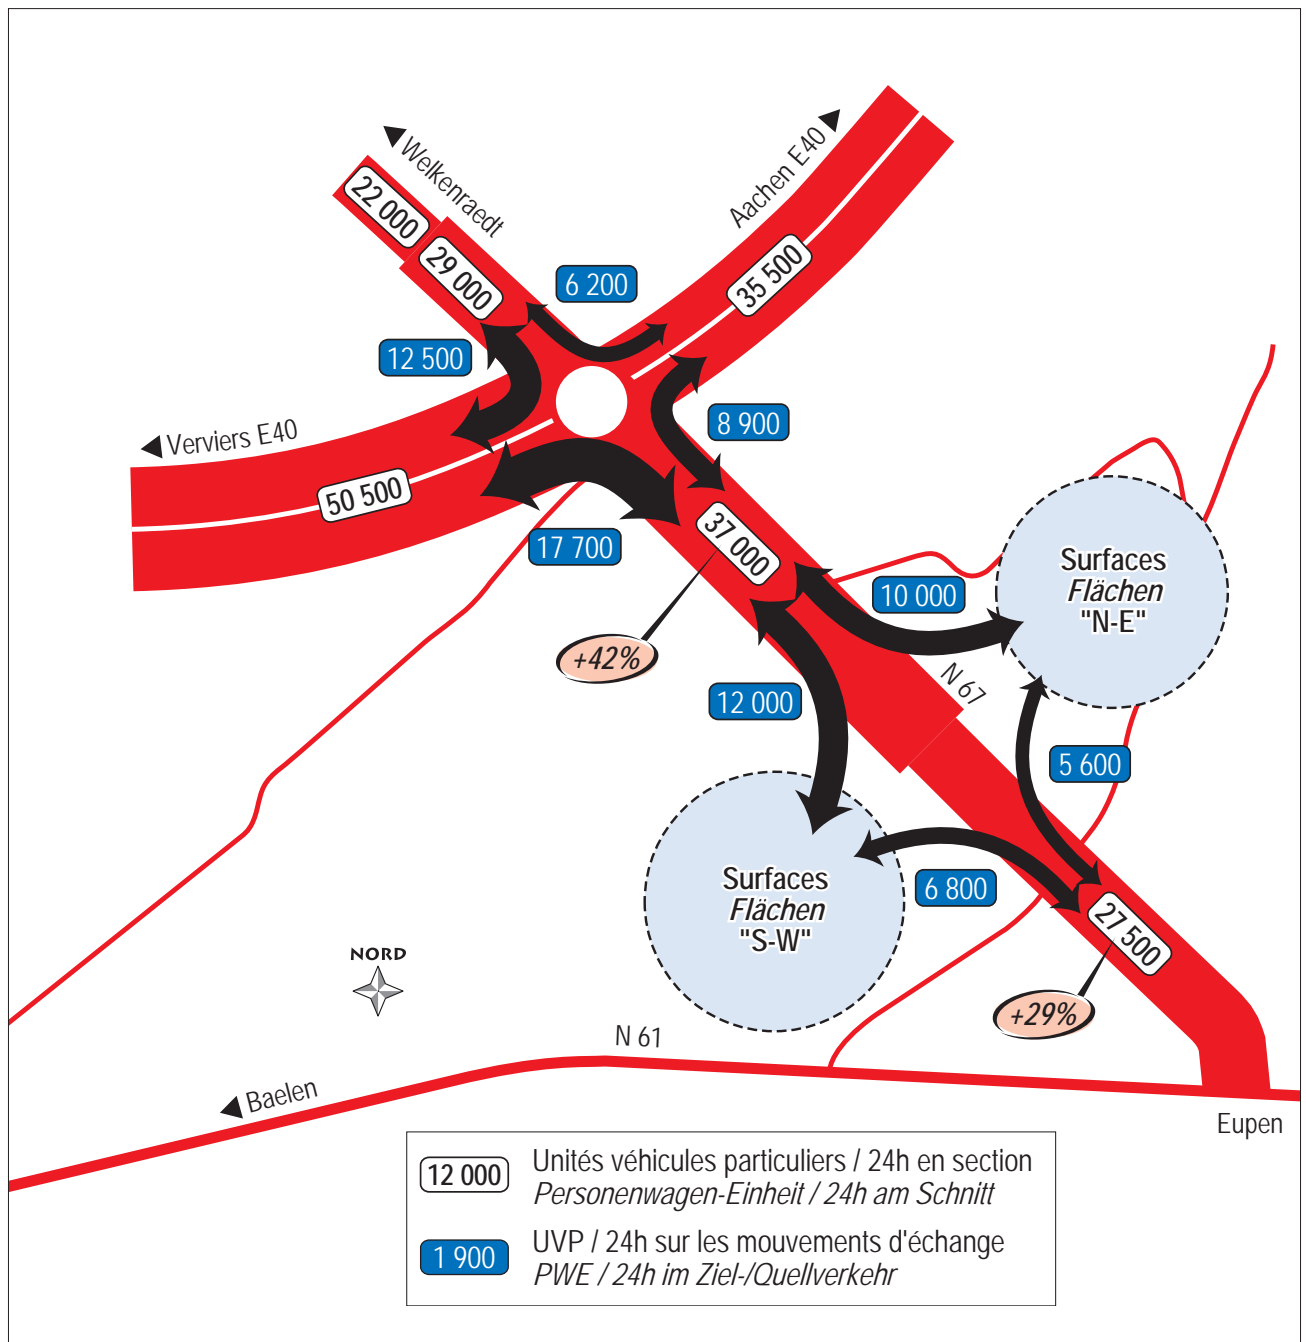 Welkenraedt
Aachen E40
22 000
29 000
6 200
35 500
12 500
8 900
Verviers E40
50 500
17 700
37 000
Surfaces
Flächen
"N-E"
10 000
+42%
N 67
12 000
5 600
Surfaces
Flächen
"S-W"
6 800
27 500
NORD
+29%
N 61
Baelen
Eupen
12 000
Unités véhicules particuliers / 24h en section
Personenwagen-Einheit / 24h am Schnitt
1 900
UVP / 24h sur les mouvements d'échange
PWE / 24h im Ziel-/Quellverkehr